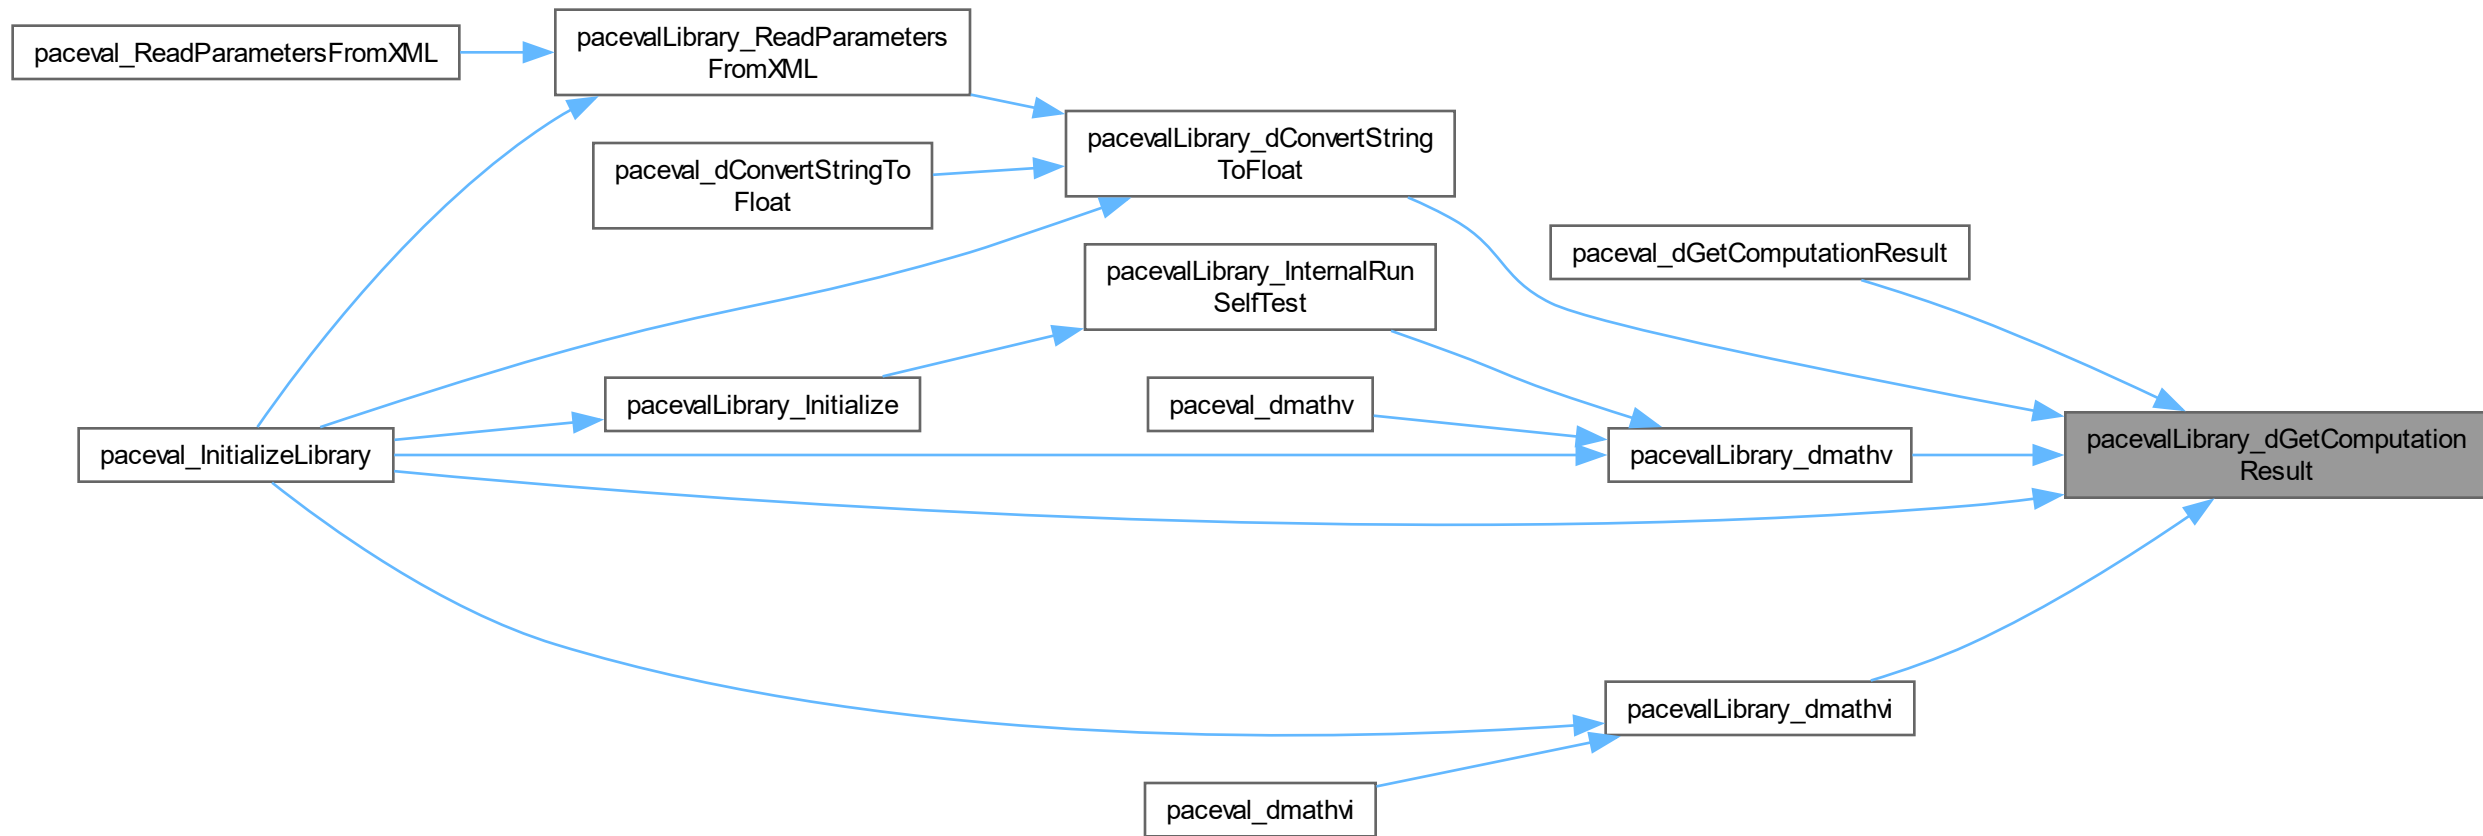 paceval_ReadParametersFromXML
pacevalLibrary_ReadParameters
FromXML
pacevalLibrary_dConvertString
ToFloat
paceval_dConvertStringTo
Float
paceval_dGetComputationResult
pacevalLibrary_InternalRun
SelfTest
pacevalLibrary_Initialize
paceval_dmathv
paceval_InitializeLibrary
pacevalLibrary_dmathv
pacevalLibrary_dGetComputation
Result
pacevalLibrary_dmathvi
paceval_dmathvi